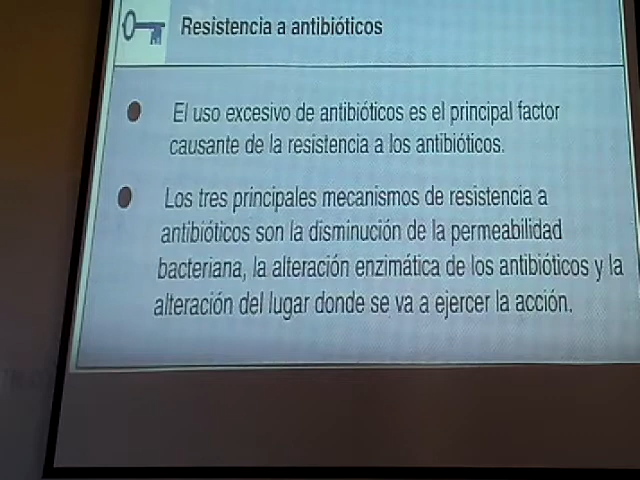 Resistencia a antibióticos
El uso excesivo de antibióticos es el principal factor
causante de la resistencia a los antibióticos.
Los tres principales mecanismos de resistencia a
antibióticos son la disminución de la permeabilidad
bacteriana, la alteración enzimática de los antibióticos y la
alteración del lugar donde se va a ejercer la acción.